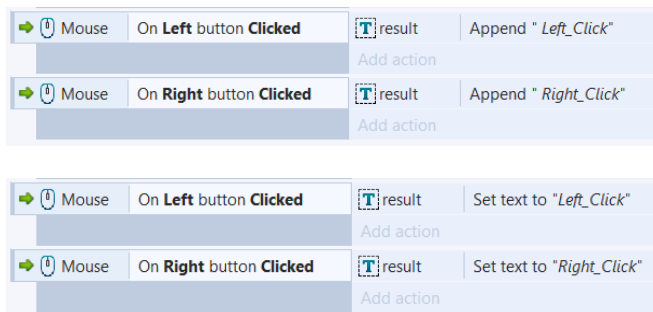 Mouse On Left button Clicked T result Append " Left_Click"
Add action
Mouse On Right button Clicked T result Append " Right_Click"
Add action
Mouse On Left button Clicked T result Set text to "Left_Click"
Add action
Mouse On Right button Clicked T result Set text to "Right_Click"
Add action